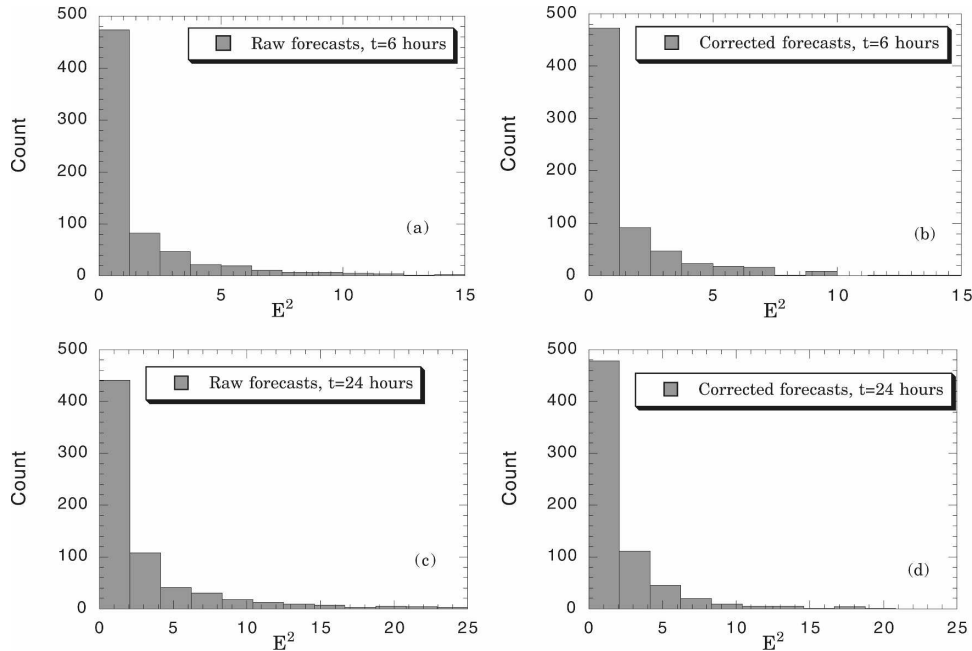 500
400
300
200
100
0
Count
Raw forecasts, t=6 hours
(a)
0 5 10 15
E²
500
400
300
200
100
0
Count
Corrected forecasts, t=6 hours
(b)
0 5 10 15
E²
500
400
300
200
100
0
Count
Raw forecasts, t=24 hours
(c)
0 5 10 15 20 25
E²
500
400
300
200
100
0
Count
Corrected forecasts, t=24 hours
(d)
0 5 10 15 20 25
E²